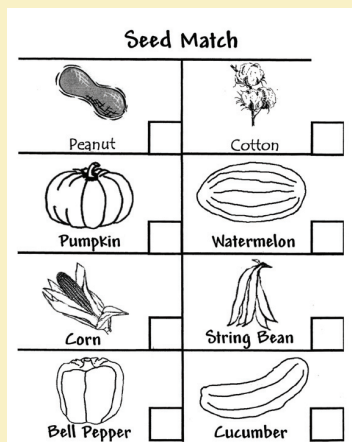 Seed Match
Peanut
Cotton
Pumpkin
Watermelon
Corn
String Bean
Bell Pepper
Cucumber